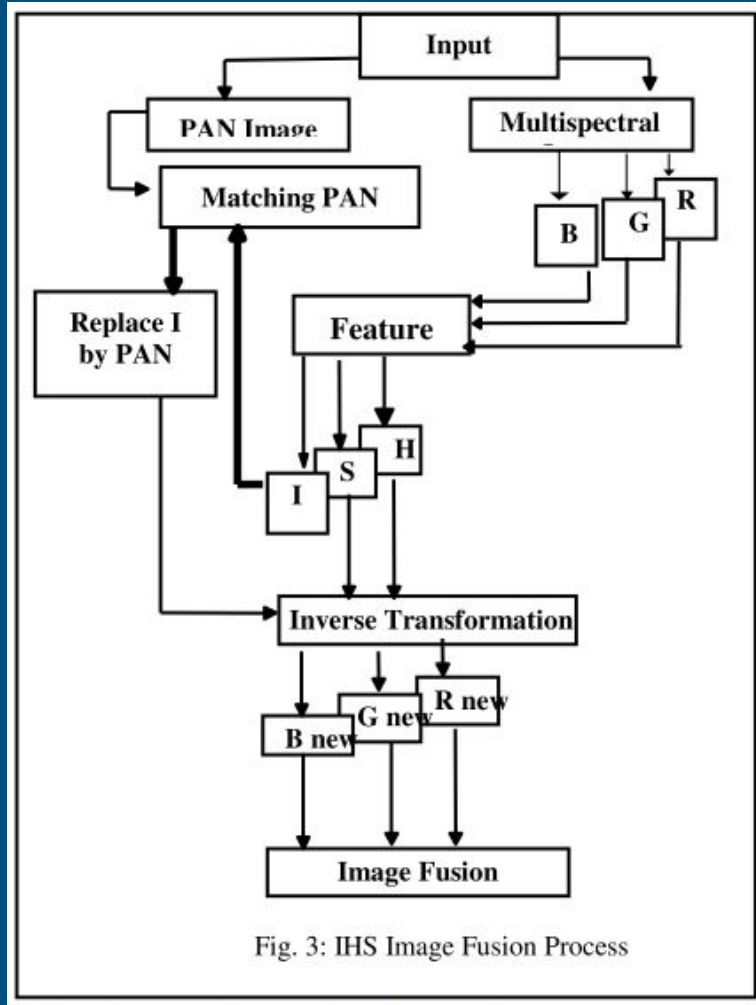 Input
PAN Image
Multispectral
Matching PAN
B
G
R
Replace I
by PAN
Feature
I
S
H
Inverse Transformation
B new
G new
R new
Image Fusion
Fig. 3: IHS Image Fusion Process